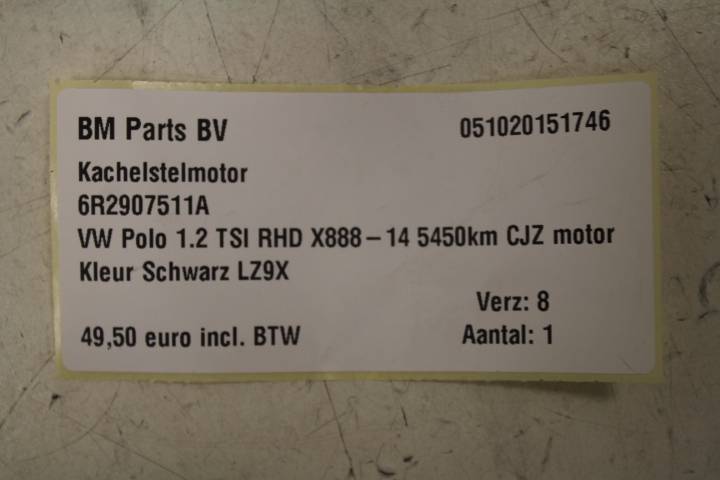 BM Parts BV 051020151746
Kachelstelmotor
6R2907511A
VW Polo 1.2 TSI RHD X888 – 14 5450km CJZ motor
Kleur Schwarz LZ9X
Verz: 8
49,50 euro incl. BTW Aantal: 1